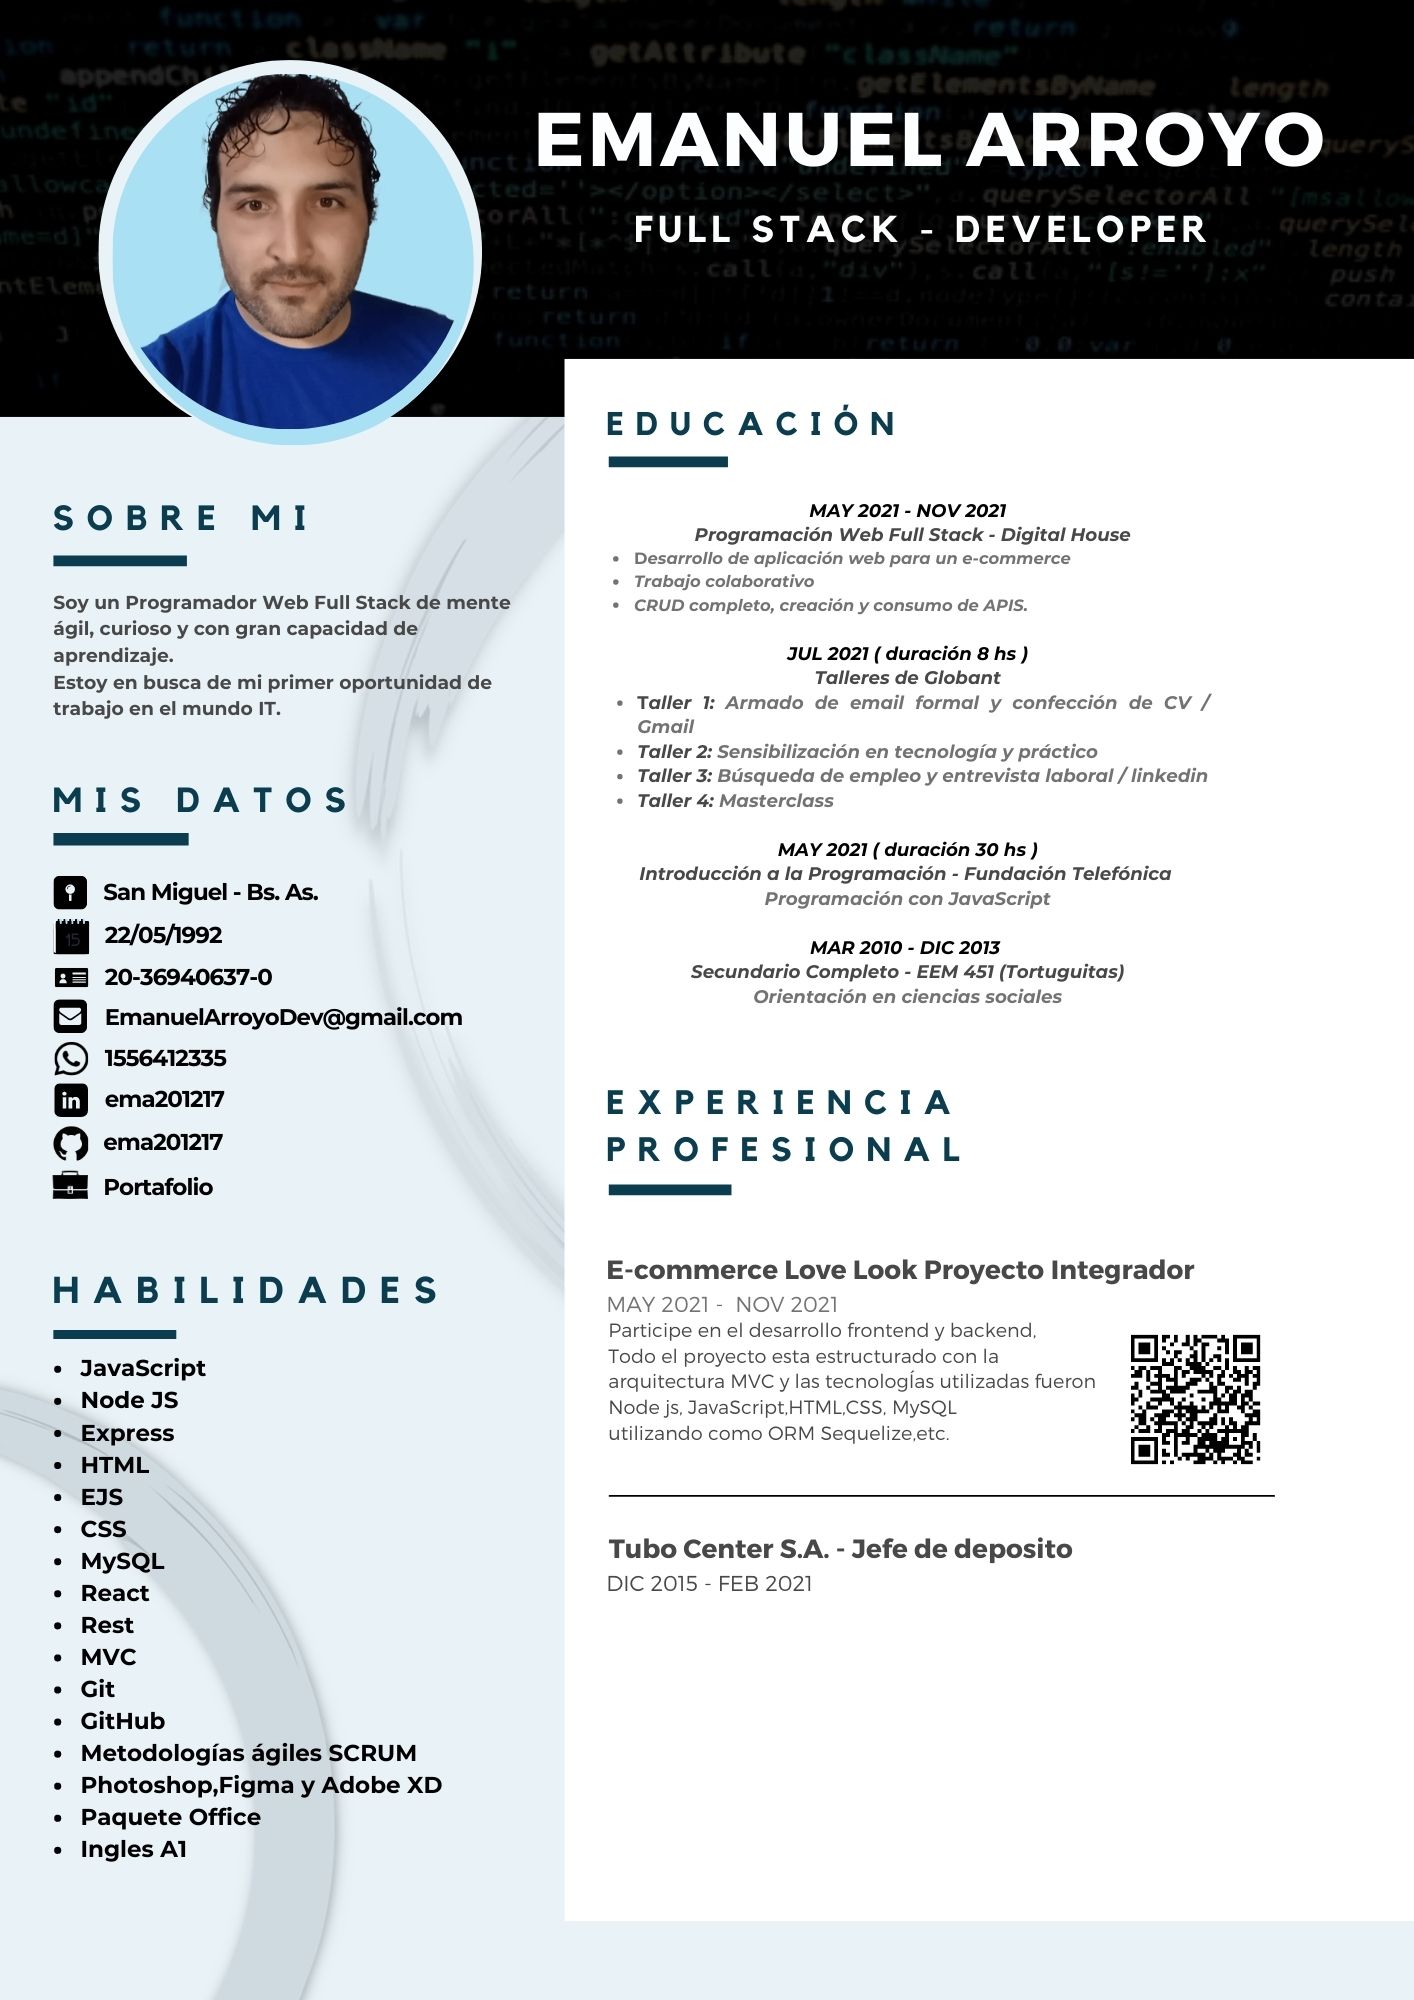 EMANUEL ARROYO
FULL STACK - DEVELOPER
SOBRE MI
Soy un Programador Web Full Stack de mente
ágil, curioso y con gran capacidad de
aprendizaje.
Estoy en busca de mi primer oportunidad de
trabajo en el mundo IT.
MIS DATOS
San Miguel - Bs. As.
22/05/1992
20-36940637-0
EmanuelArroyoDev@gmail.com
1556412335
ema201217
ema201217
Portafolio
HABILIDADES
• JavaScript
• Node JS
• Express
• HTML
• EJS
• CSS
• MySQL
• React
• Rest
• MVC
• Git
• GitHub
• Metodologías ágiles SCRUM
• Photoshop,Figma y Adobe XD
• Paquete Office
• Ingles A1
EDUCACIÓN
MAY 2021 - NOV 2021
Programación Web Full Stack - Digital House
• Desarrollo de aplicación web para un e-commerce
• Trabajo colaborativo
• CRUD completo, creación y consumo de APIS.
JUL 2021 ( duración 8 hs )
Talleres de Globant
• Taller 1: Armado de email formal y confección de CV /
Gmail
• Taller 2: Sensibilización en tecnología y práctico
• Taller 3: Búsqueda de empleo y entrevista laboral / linkedin
• Taller 4: Masterclass
MAY 2021 ( duración 30 hs )
Introducción a la Programación - Fundación Telefónica
Programación con JavaScript
MAR 2010 - DIC 2013
Secundario Completo - EEM 451 (Tortuguitas)
Orientación en ciencias sociales
EXPERIENCIA
PROFESIONAL
E-commerce Love Look Proyecto Integrador
MAY 2021 - NOV 2021
Participe en el desarrollo frontend y backend,
Todo el proyecto esta estructurado con la
arquitectura MVC y las tecnologÍas utilizadas fueron
Node js, JavaScript,HTML,CSS, MySQL
utilizando como ORM Sequelize,etc.
Tubo Center S.A. - Jefe de deposito
DIC 2015 - FEB 2021